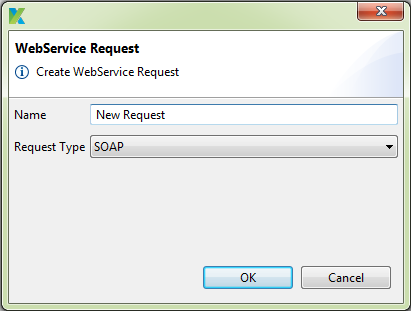 WebService Request
Create WebService Request
Name New Request
Request Type SOAP
OK Cancel